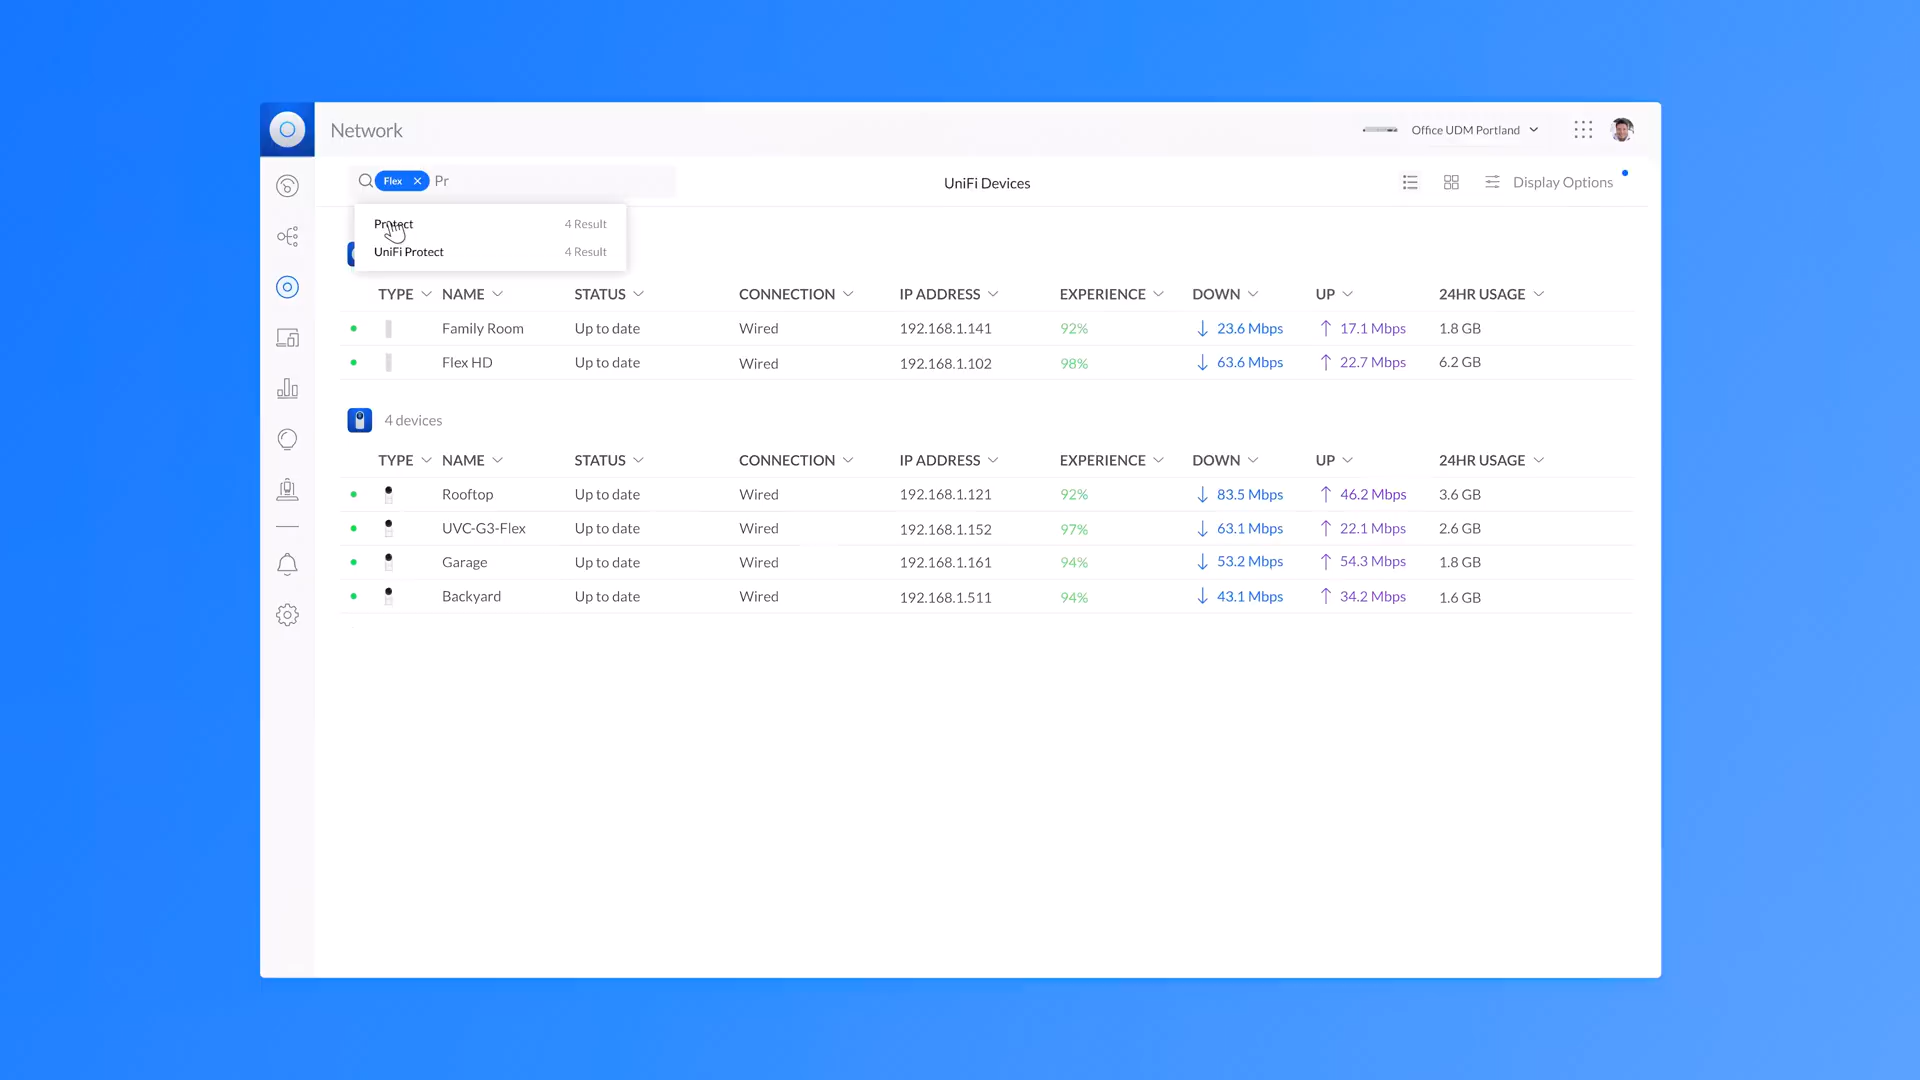 Network
Office UDM Portland
Flex Pr
UniFi Devices
Display Options
Protect 4 Result
UniFi Protect 4 Result
TYPE NAME STATUS CONNECTION IP ADDRESS EXPERIENCE DOWN UP 24HR USAGE
Family Room Up to date Wired 192.168.1.141 92% 23.6 Mbps 17.1 Mbps 1.8 GB
Flex HD Up to date Wired 192.168.1.102 98% 63.6 Mbps 22.7 Mbps 6.2 GB
4 devices
TYPE NAME STATUS CONNECTION IP ADDRESS EXPERIENCE DOWN UP 24HR USAGE
Rooftop Up to date Wired 192.168.1.121 92% 83.5 Mbps 46.2 Mbps 3.6 GB
UVC-G3-Flex Up to date Wired 192.168.1.152 97% 63.1 Mbps 22.1 Mbps 2.6 GB
Garage Up to date Wired 192.168.1.161 94% 53.2 Mbps 54.3 Mbps 1.8 GB
Backyard Up to date Wired 192.168.1.511 94% 43.1 Mbps 34.2 Mbps 1.6 GB